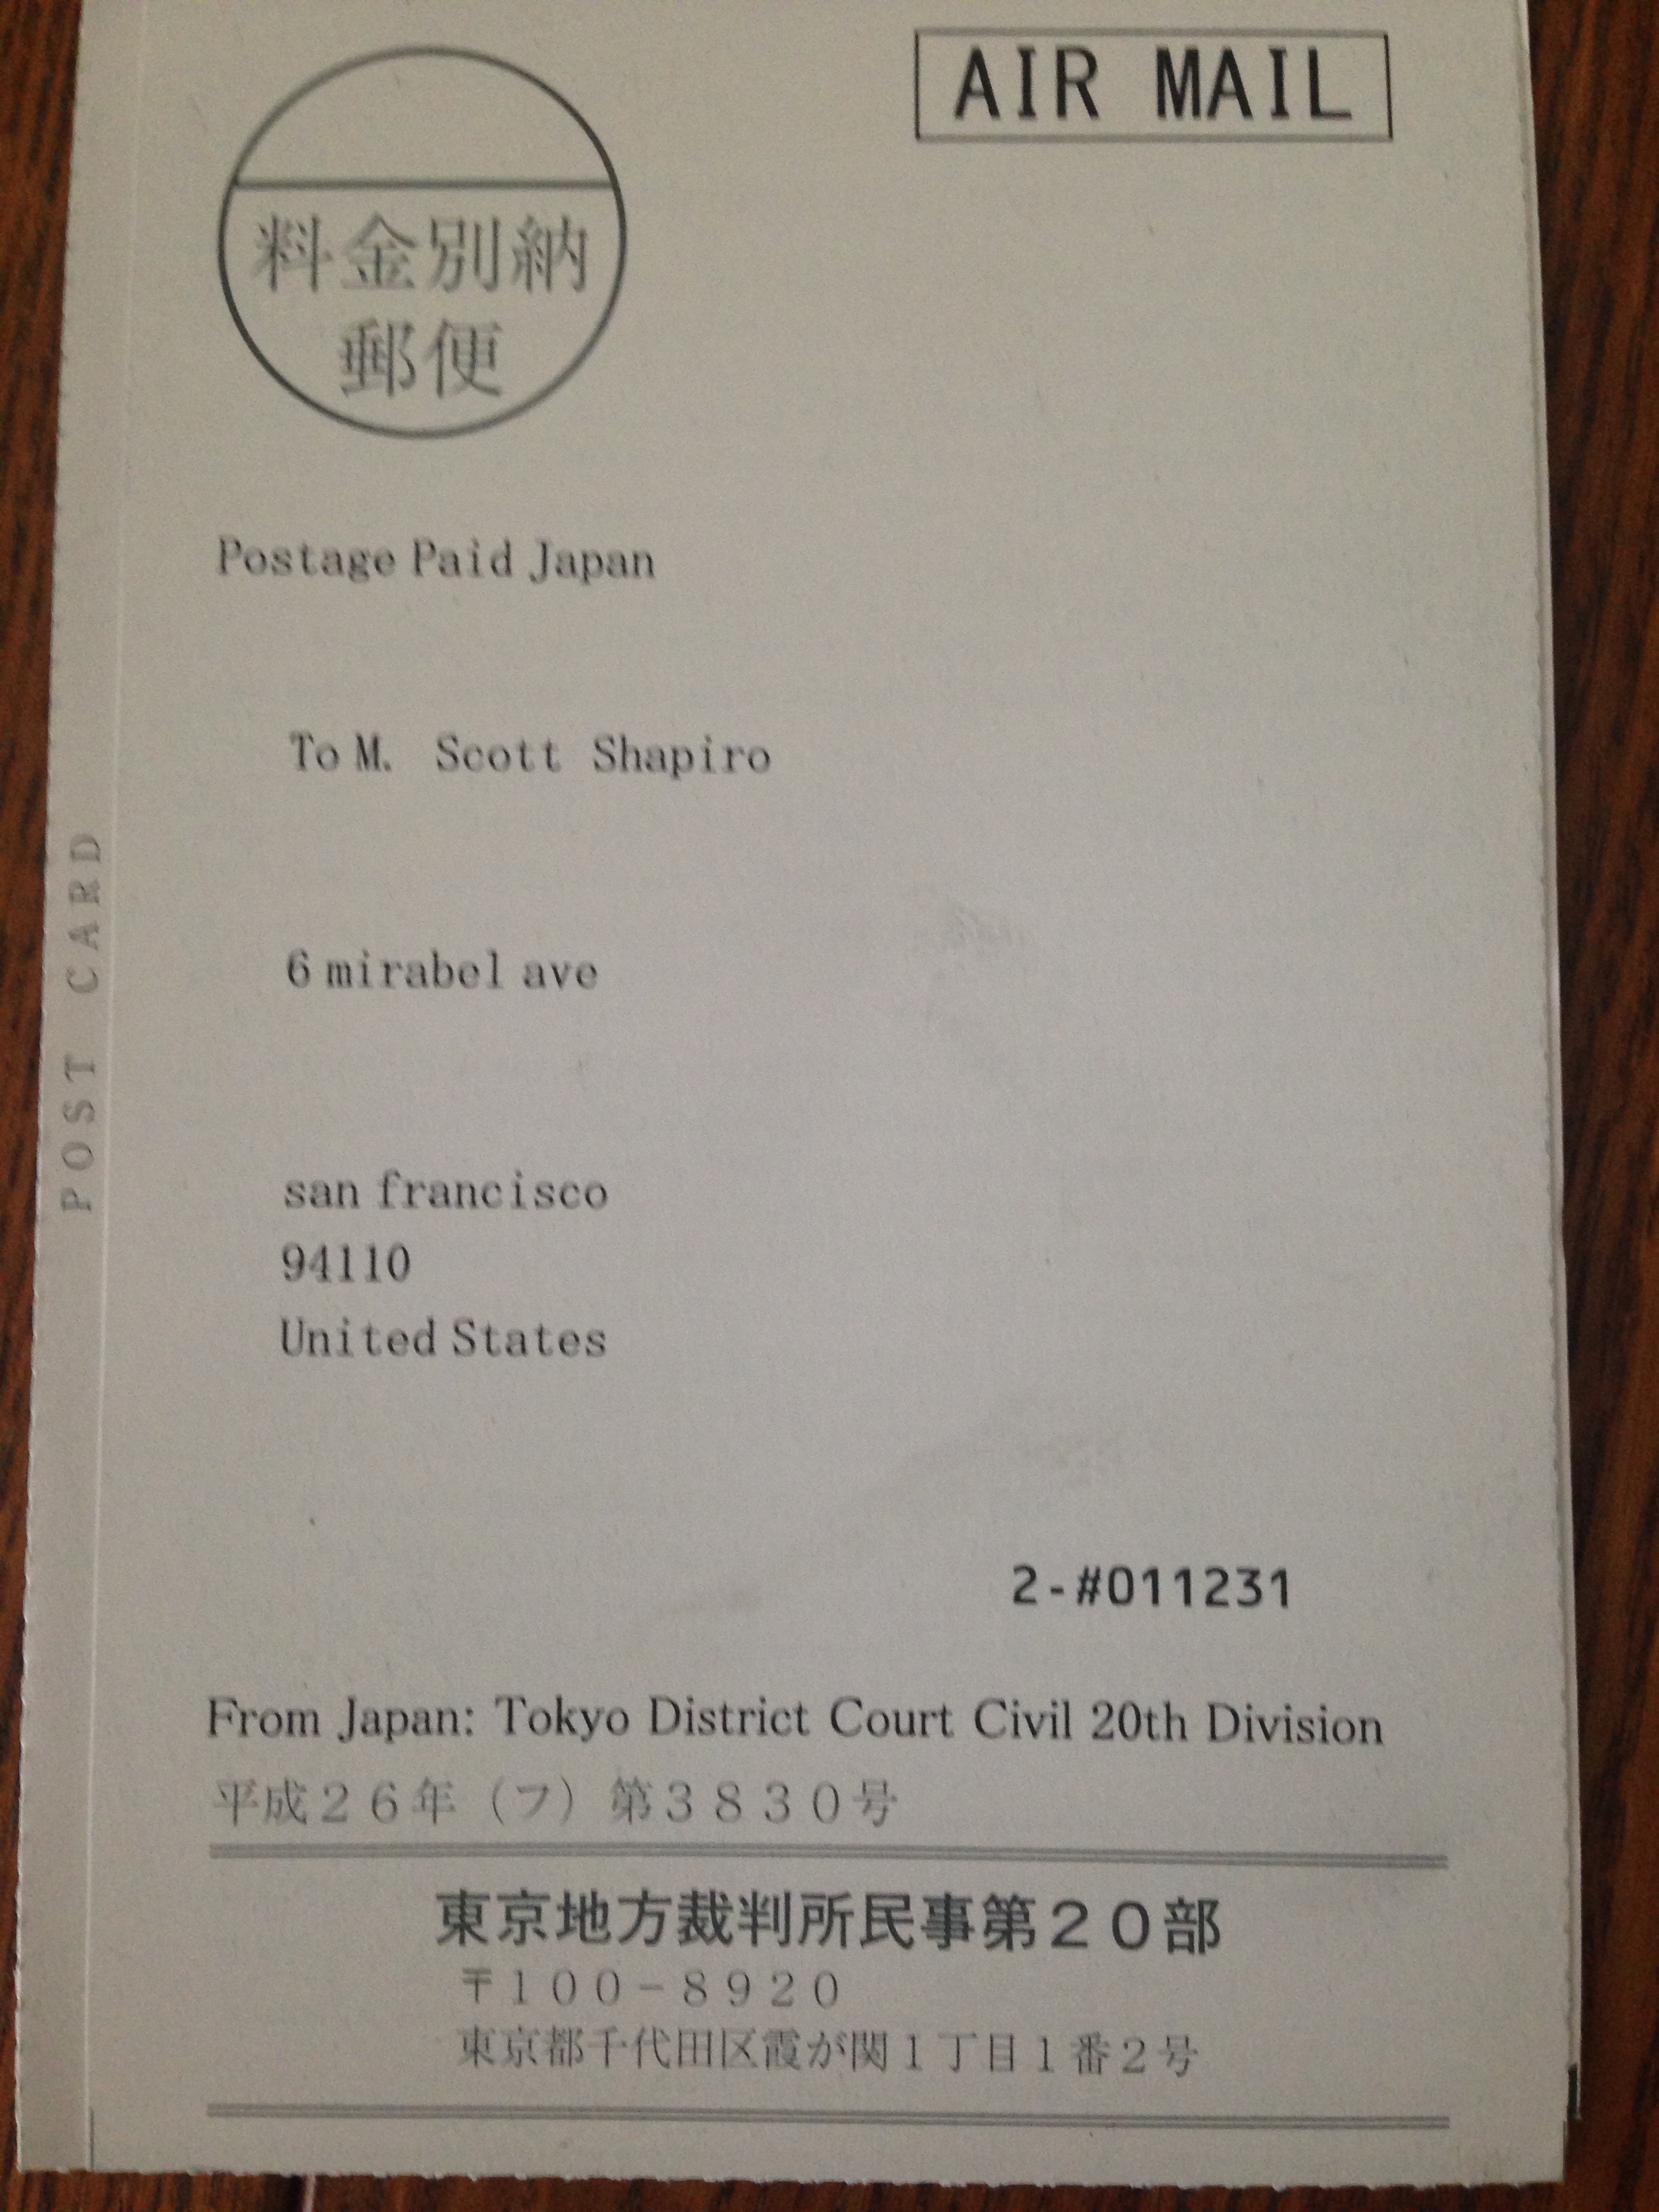 AIR MAIL
料金別納
郵便
Postage Paid Japan
To M. Scott Shapiro
6 mirabel ave
POST CARD
san francisco
94110
United States
2-#011231
From Japan: Tokyo District Court Civil 20th Division
平成２６年（フ）第３８３０号
東京地方裁判所民事第２０部
〒１００－８９２０
東京都千代田区霞が関１丁目１番２号